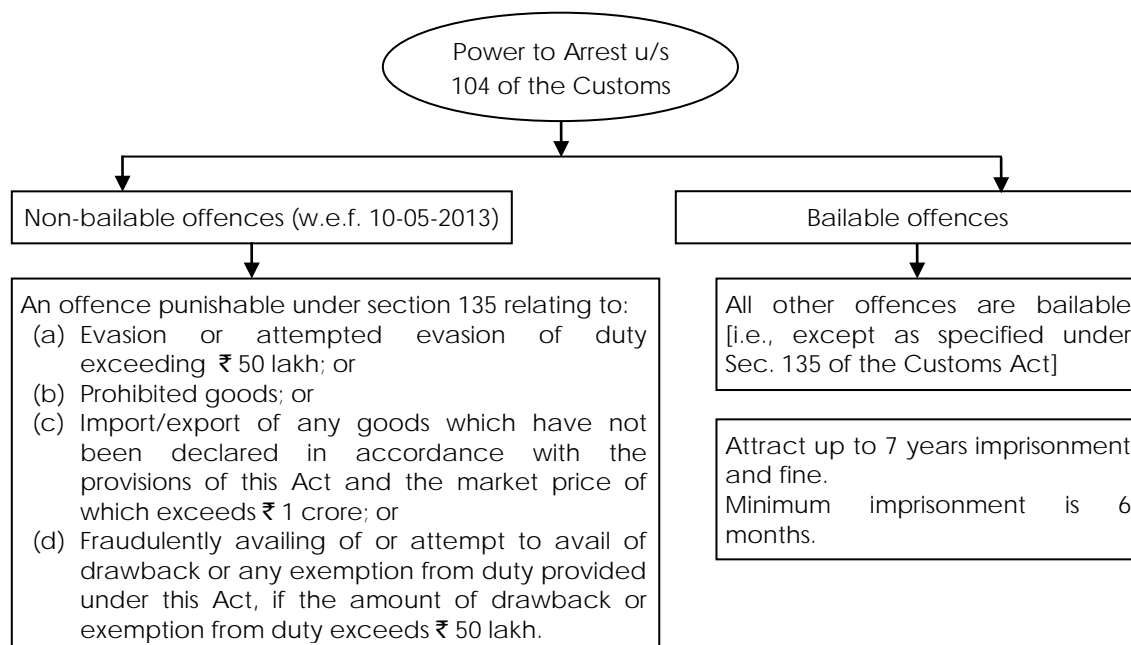 Power to Arrest u/s
104 of the Customs
Non-bailable offences (w.e.f. 10-05-2013)
Bailable offences
An offence punishable under section 135 relating to:
(a) Evasion or attempted evasion of duty
exceeding ₹ 50 lakh; or
(b) Prohibited goods; or
(c) Import/export of any goods which have not
been declared in accordance with the
provisions of this Act and the market price of
which exceeds ₹ 1 crore; or
(d) Fraudulently availing of or attempt to avail of
drawback or any exemption from duty provided
under this Act, if the amount of drawback or
exemption from duty exceeds ₹ 50 lakh.
All other offences are bailable
[i.e., except as specified under
Sec. 135 of the Customs Act]
Attract up to 7 years imprisonment
and fine.
Minimum imprisonment is 6
months.